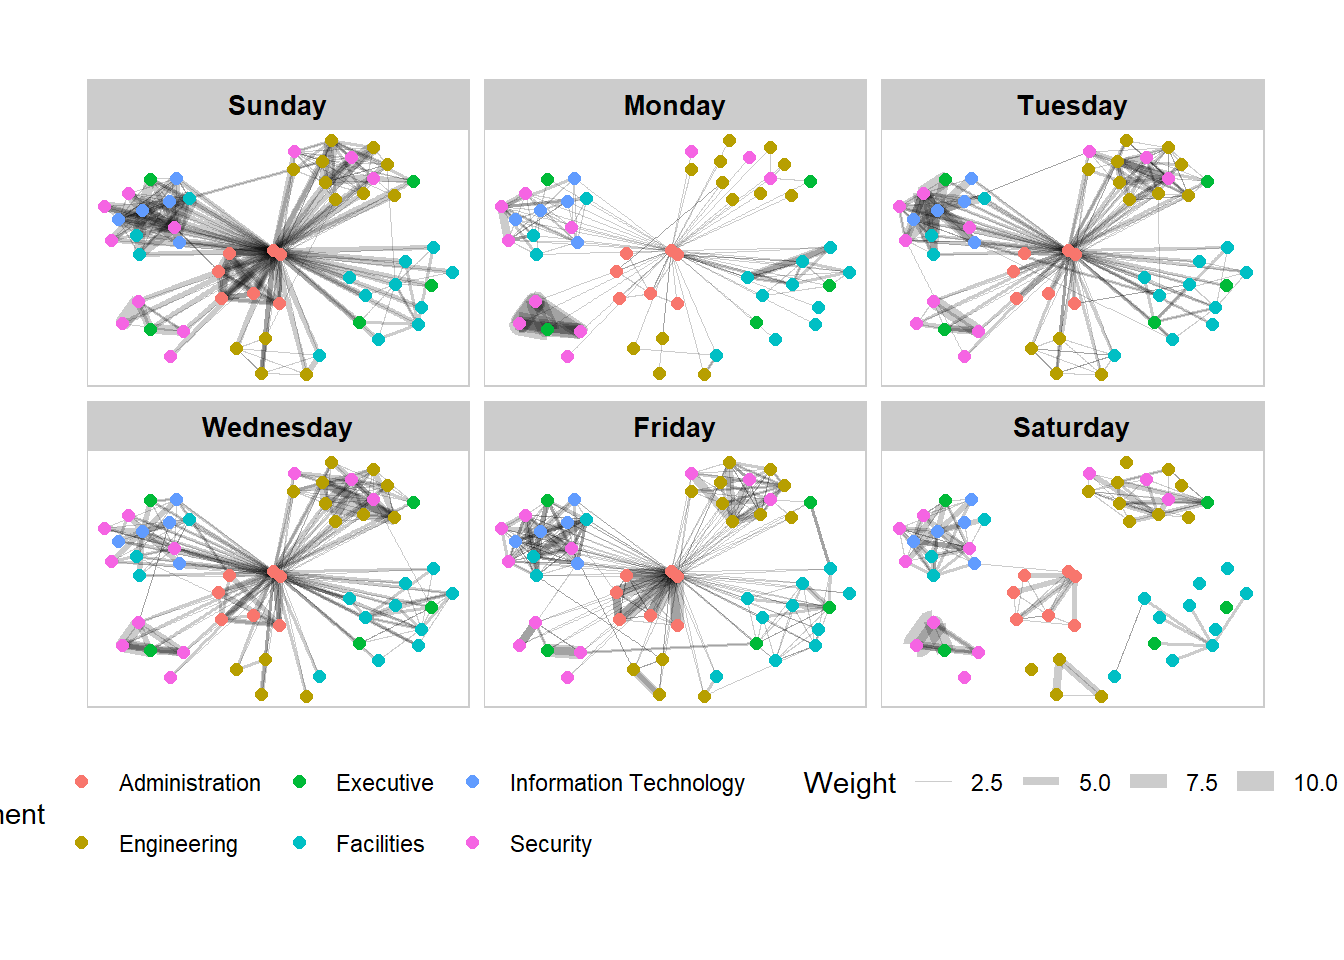 Sunday Monday Tuesday
Wednesday Friday Saturday
Administration Executive Information Technology Weight 2.5 5.0 7.5 10.0
Engineering Facilities Security